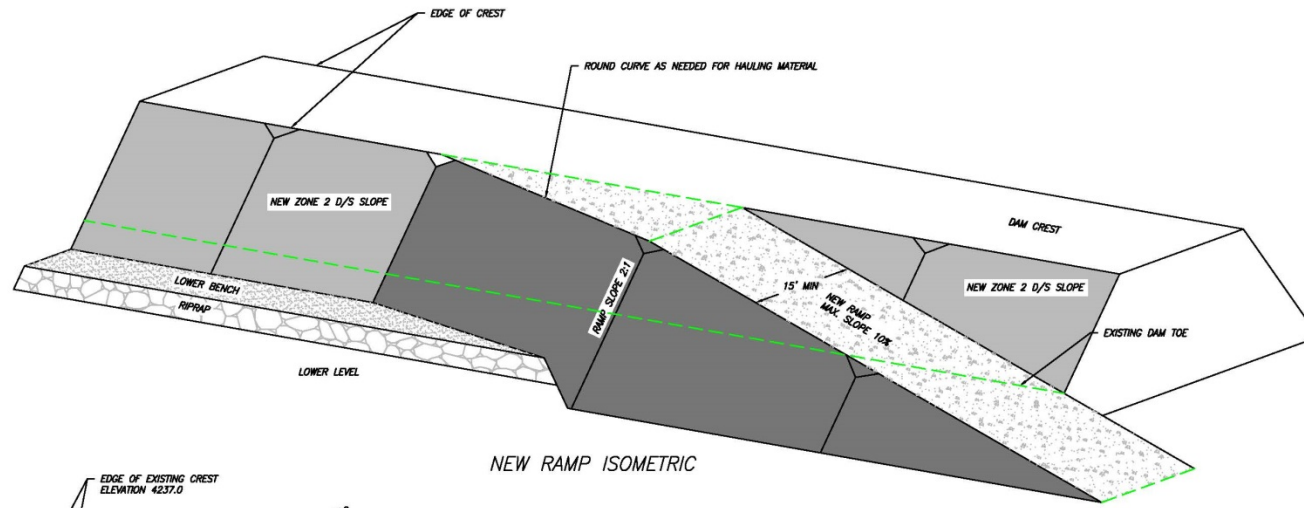 EDGE OF CREST
ROUND CURVE AS NEEDED FOR HAULING MATERIAL
NEW ZONE 2 D/S SLOPE
DAM CREST
RAMP SLOPE 2:1
15' MIN
NEW RAMP
MAX. SLOPE 10%
NEW ZONE 2 D/S SLOPE
EXISTING DAM TOE
LOWER BENCH
RIPRAP
LOWER LEVEL
NEW RAMP ISOMETRIC
EDGE OF EXISTING CREST
ELEVATION 4237.0